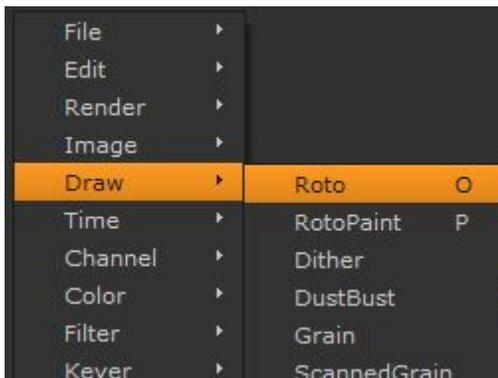 File
Edit
Render
Image
Draw
Time
Channel
Color
Filter
Keyer
Roto O
RotoPaint P
Dither
DustBust
Grain
ScannedGrain